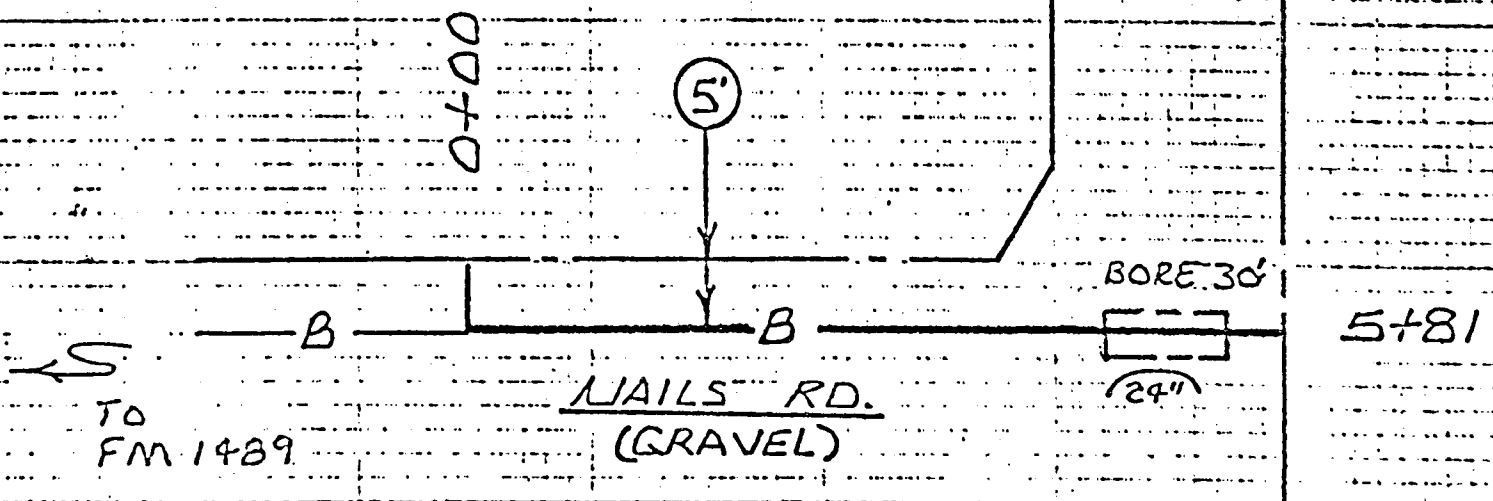 0+00
5'
BORE 30'
B
B
5+81
S
24"
NAILS RD.
(GRAVEL)
TO
FM 1489